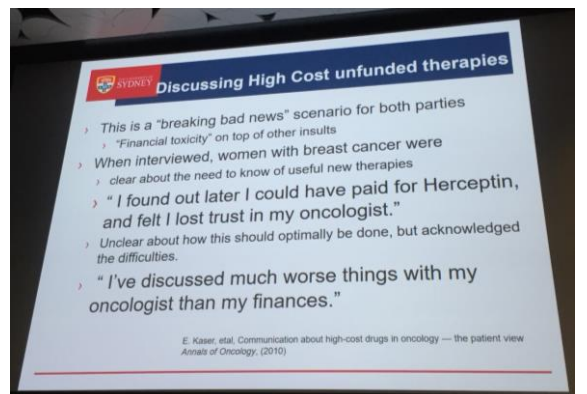 THE UNIVERSITY OF
SYDNEY
Discussing High Cost unfunded therapies
› This is a "breaking bad news" scenario for both parties
› "Financial toxicity" on top of other insults
› When interviewed, women with breast cancer were
› clear about the need to know of useful new therapies
› " I found out later I could have paid for Herceptin,
and felt I lost trust in my oncologist."
› Unclear about how this should optimally be done, but acknowledged
the difficulties.
› " I've discussed much worse things with my
oncologist than my finances."
E. Kaser, etal, Communication about high-cost drugs in oncology — the patient view
Annals of Oncology, (2010)